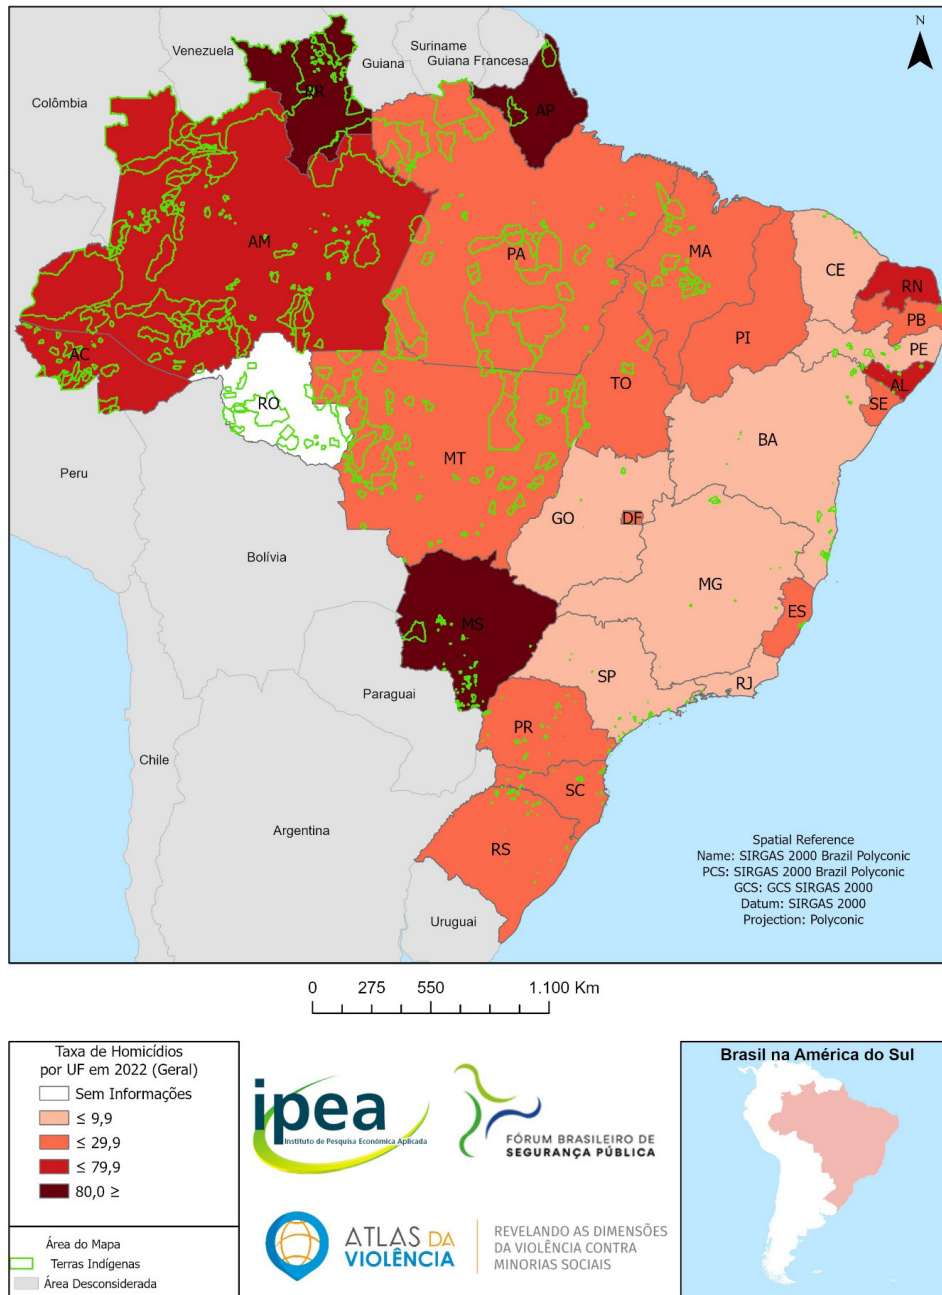 N
Venezuela
Suriname
Guiana
Guiana Francesa
Colômbia
RR
AP
AM
PA
MA
CE
RN
PB
PE
AL
SE
PI
AC
TO
RO
BA
MT
Peru
GO
DF
Bolívia
MG
ES
MS
SP
RJ
Paraguai
PR
Chile
SC
Argentina
RS
Uruguai
Spatial Reference
Name: SIRGAS 2000 Brazil Polyconic
PCS: SIRGAS 2000 Brazil Polyconic
GCS: GCS SIRGAS 2000
Datum: SIRGAS 2000
Projection: Polyconic
0 275 550 1.100 Km
Taxa de Homicídios
por UF em 2022 (Geral)
Sem Informações
≤ 9,9
≤ 29,9
≤ 79,9
80,0 ≥
Área do Mapa
Terras Indígenas
Área Desconsiderada
ipea
Instituto de Pesquisa Econômica Aplicada
FÓRUM BRASILEIRO DE
SEGURANÇA PÚBLICA
ATLAS DA
VIOLÊNCIA
REVELANDO AS DIMENSÕES
DA VIOLÊNCIA CONTRA
MINORIAS SOCIAIS
Brasil na América do Sul